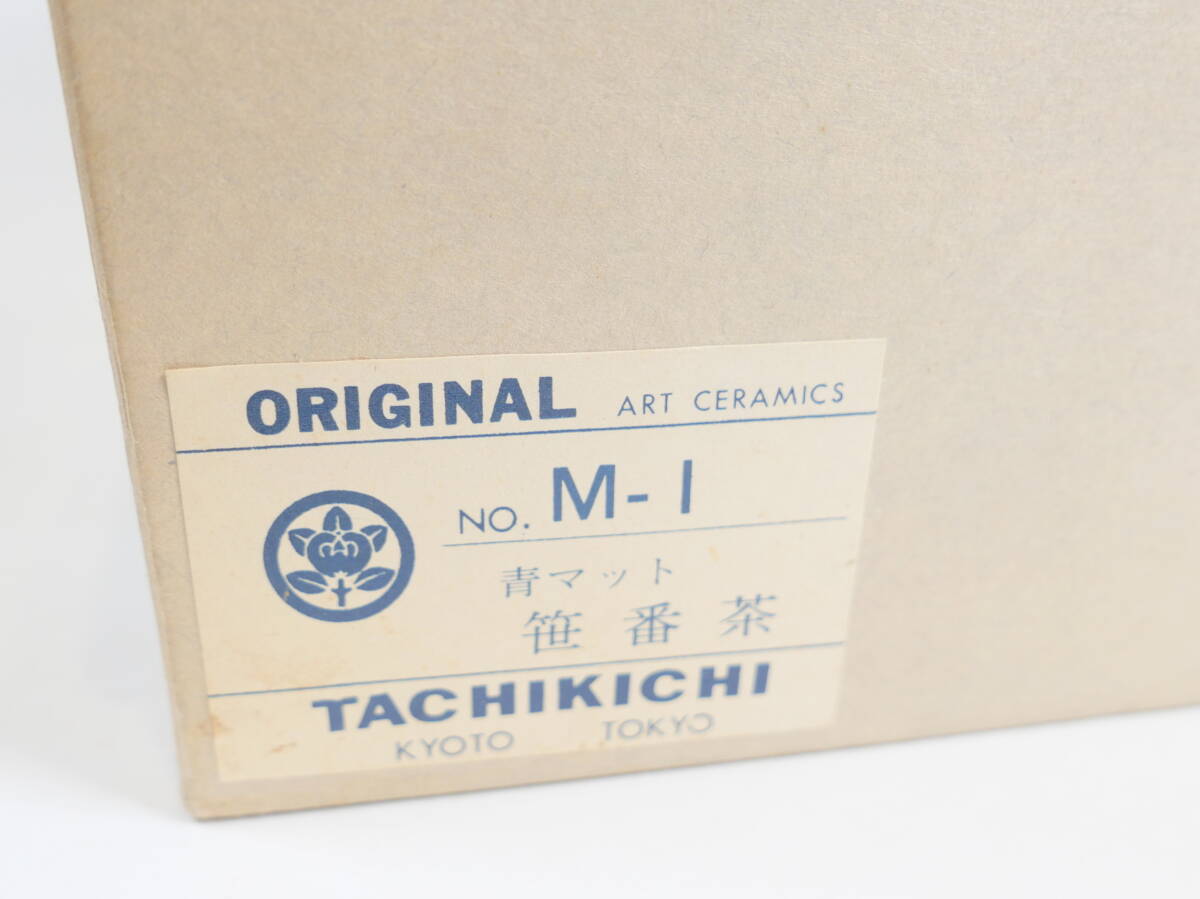 ORIGINAL ART CERAMICS
NO. M-1
青マット
笹番茶
TACHIKICHI
KYOTO TOKYO